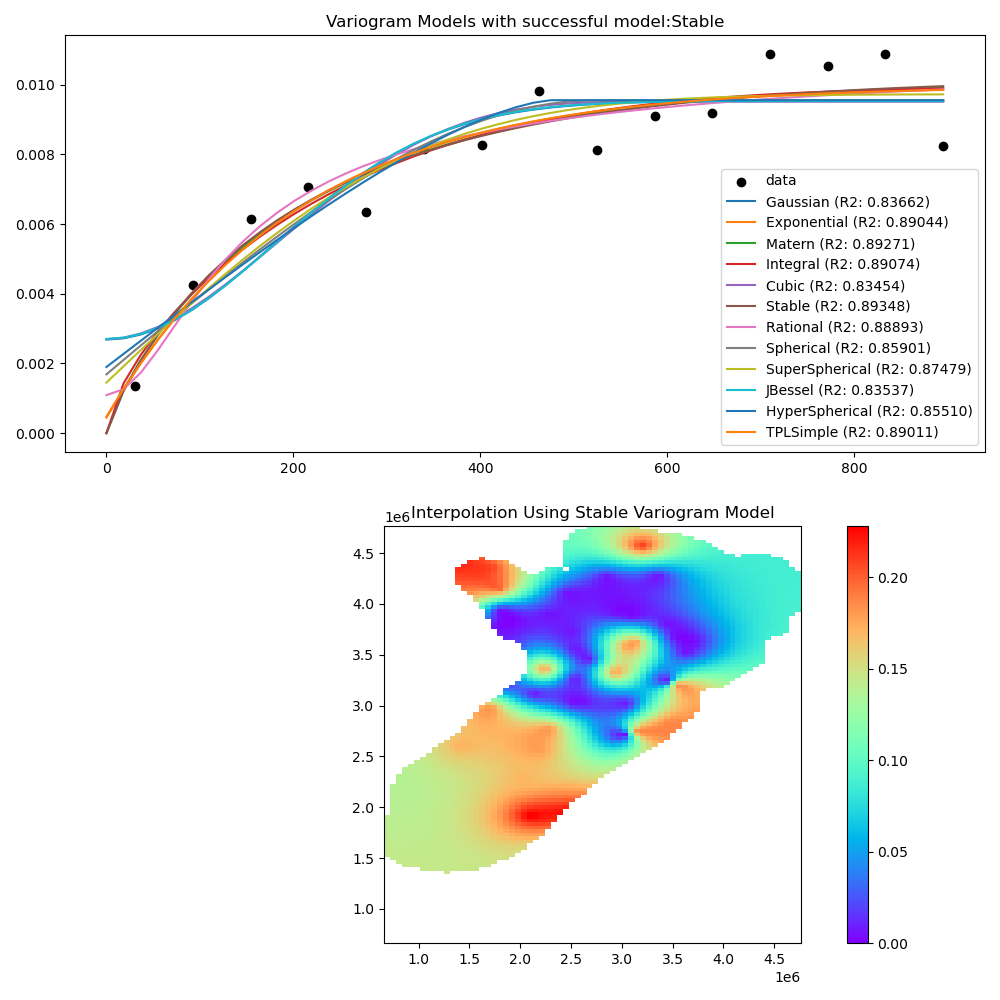 Variogram Models with successful model:Stable
0.010
0.008
0.006
0.004
0.002
0.000
0
200
400
600
800
data
Gaussian (R2: 0.83662)
Exponential (R2: 0.89044)
Matern (R2: 0.89271)
Integral (R2: 0.89074)
Cubic (R2: 0.83454)
Stable (R2: 0.89348)
Rational (R2: 0.88893)
Spherical (R2: 0.85901)
SuperSpherical (R2: 0.87479)
JBessel (R2: 0.83537)
HyperSpherical (R2: 0.85510)
TPLSimple (R2: 0.89011)
Interpolation Using Stable Variogram Model
1e6
4.5
4.0
3.5
3.0
2.5
2.0
1.5
1.0
1.0
1.5
2.0
2.5
3.0
3.5
4.0
4.5
1e6
0.20
0.15
0.10
0.05
0.00